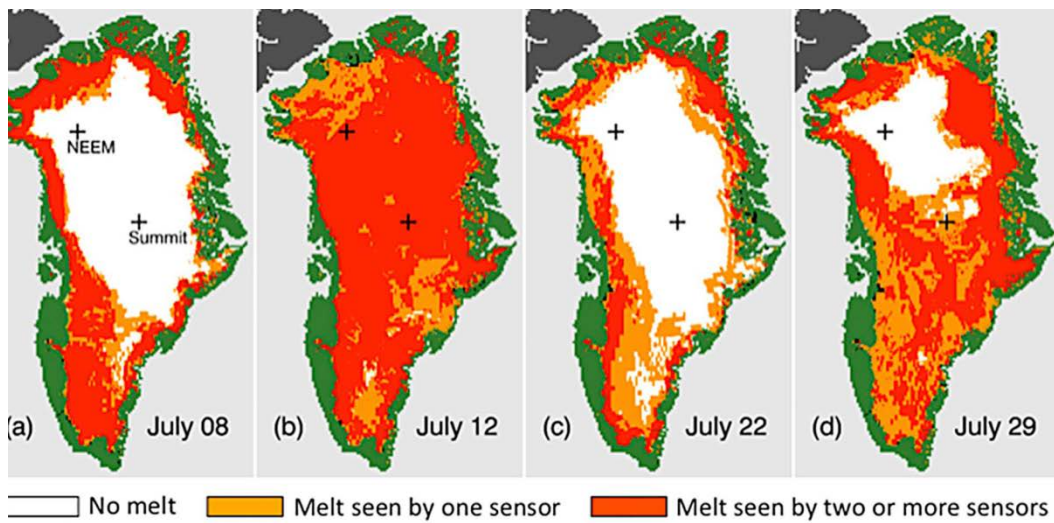 NEEM
Summit
(a) July 08
(b) July 12
(c) July 22
(d) July 29
No melt
Melt seen by one sensor
Melt seen by two or more sensors